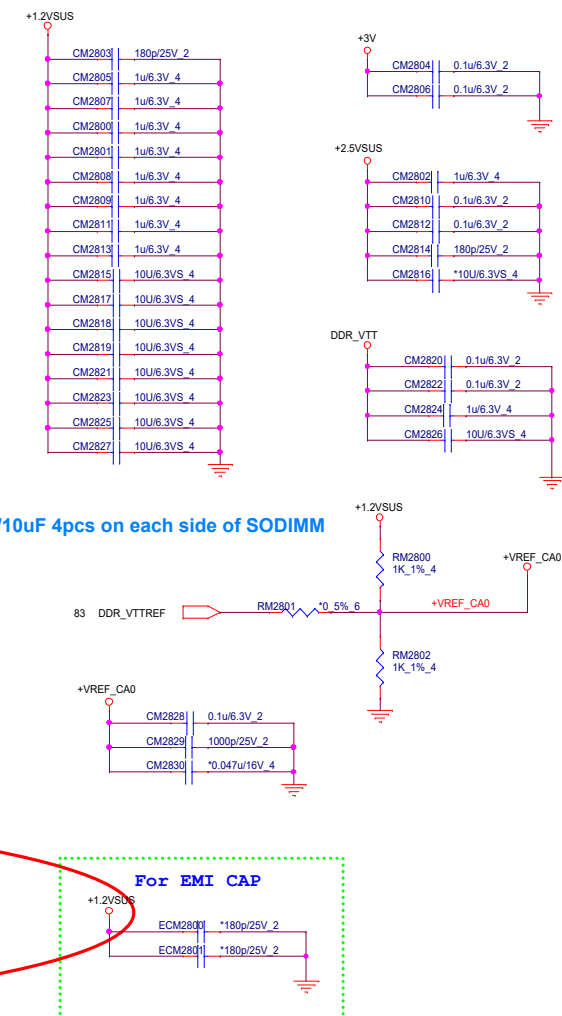 +1.2VSUS
CM2803 180p/25V_2
CM2805 1u/6.3V_4
CM2807 1u/6.3V_4
CM2800 1u/6.3V_4
CM2801 1u/6.3V_4
CM2808 1u/6.3V_4
CM2809 1u/6.3V_4
CM2811 1u/6.3V_4
CM2813 1u/6.3V_4
CM2815 10U/6.3VS_4
CM2817 10U/6.3VS_4
CM2818 10U/6.3VS_4
CM2819 10U/6.3VS_4
CM2821 10U/6.3VS_4
CM2823 10U/6.3VS_4
CM2825 10U/6.3VS_4
CM2827 10U/6.3VS_4
+3V
CM2804 0.1u/6.3V_2
CM2806 0.1u/6.3V_2
+2.5VSUS
CM2802 1u/6.3V_4
CM2810 0.1u/6.3V_2
CM2812 0.1u/6.3V_2
CM2814 180p/25V_2
CM2816 *10U/6.3VS_4
DDR_VTT
CM2820 0.1u/6.3V_2
CM2822 0.1u/6.3V_2
CM2824 1u/6.3V_4
CM2826 10U/6.3VS_4
/10uF 4pcs on each side of SODIMM
+1.2VSUS
RM2800
1K_1%_4
+VREF_CA0
83 DDR_VTTREF
RM2801 *0_5%_6
+VREF_CA0
RM2802
1K_1%_4
+VREF_CA0
CM2828 0.1u/6.3V_2
CM2829 1000p/25V_2
CM2830 *0.047u/16V_4
For EMI CAP
+1.2VSUS
ECM2800 *180p/25V_2
ECM2801 *180p/25V_2